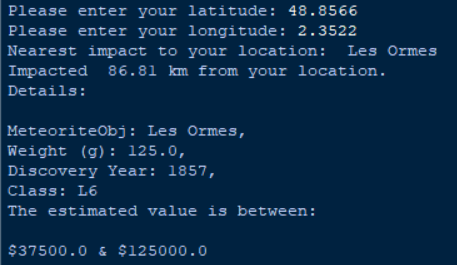 Please enter your latitude: 48.8566
Please enter your longitude: 2.3522
Nearest impact to your location:  Les Ormes
Impacted  86.81 km from your location.
Details:
MeteoriteObj: Les Ormes,
Weight (g): 125.0,
Discovery Year: 1857,
Class: L6
The estimated value is between:
$37500.0 & $125000.0